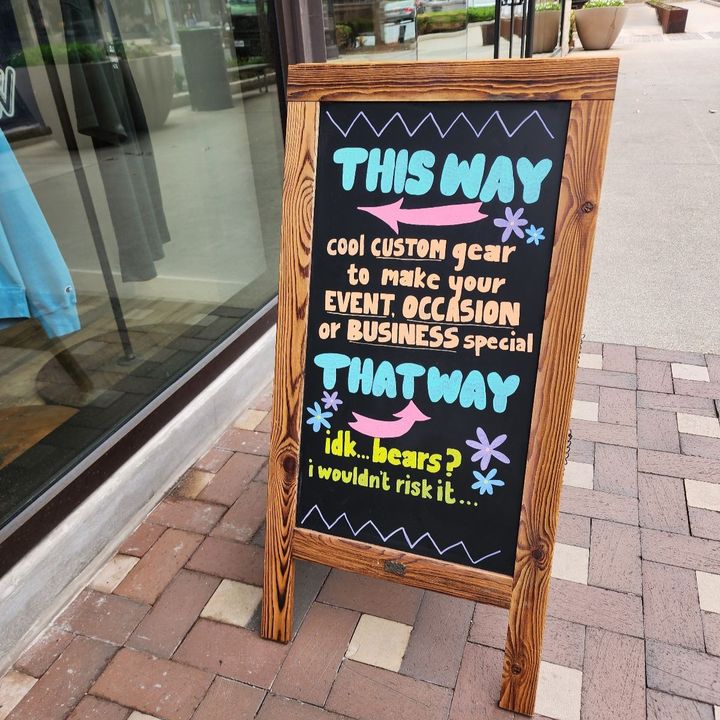 THIS WAY
cool CUSTOM gear
to make your
EVENT, OCCASION
or BUSINESS special
THAT WAY
idk...bears?
i wouldn't risk it...